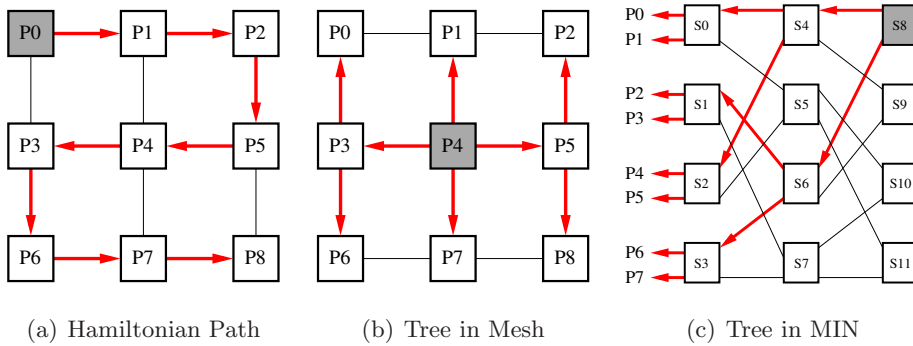 P0 P1 P2
P3 P4 P5
P6 P7 P8
(a) Hamiltonian Path
P0 P1 P2
P3 P4 P5
P6 P7 P8
(b) Tree in Mesh
P0 S0 S4 S8
P1
P2 S1 S5 S9
P3
P4 S2 S6 S10
P5
P6 S3 S7 S11
P7
(c) Tree in MIN